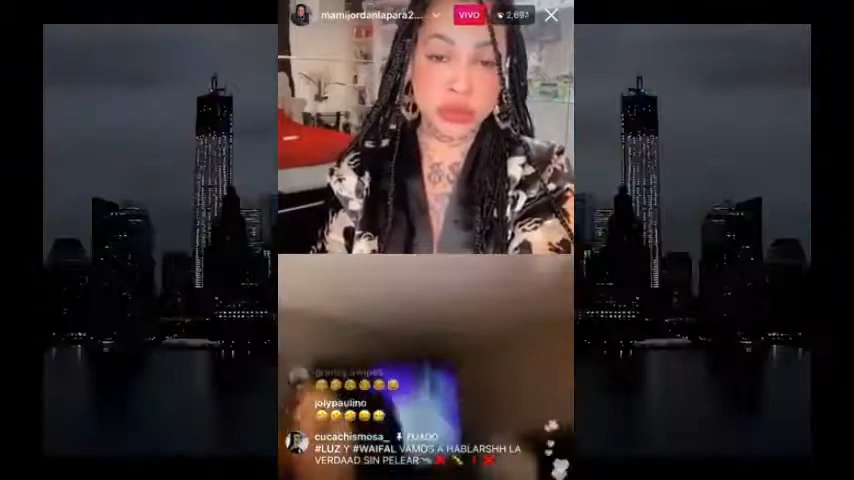 mamijordanlapara2...
VIVO
2,693
jolypaulino
cucachismosa_ FIJADO
#LUZ Y #WAIFAL VAMOS A HABLARSHH LA
VERDAAD SIN PELEAR